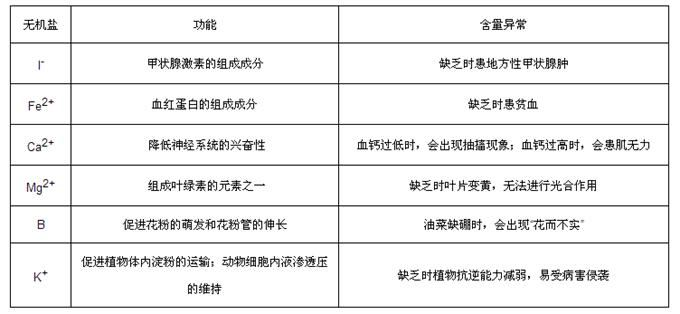 无机盐 功能 含量异常
I- 甲状腺激素的组成成分 缺乏时患地方性甲状腺肿
Fe2+ 血红蛋白的组成成分 缺乏时患贫血
Ca2+ 降低神经系统的兴奋性 血钙过低时，会出现抽搐现象；血钙过高时，会患肌无力
Mg2+ 组成叶绿素的元素之一 缺乏时叶片变黄，无法进行光合作用
B 促进花粉的萌发和花粉管的伸长 油菜缺硼时，会出现“花而不实”
K+ 促进植物体内淀粉的运输；动物细胞内液渗透压 缺乏时植物抗逆能力减弱，易受病害侵袭
的维持